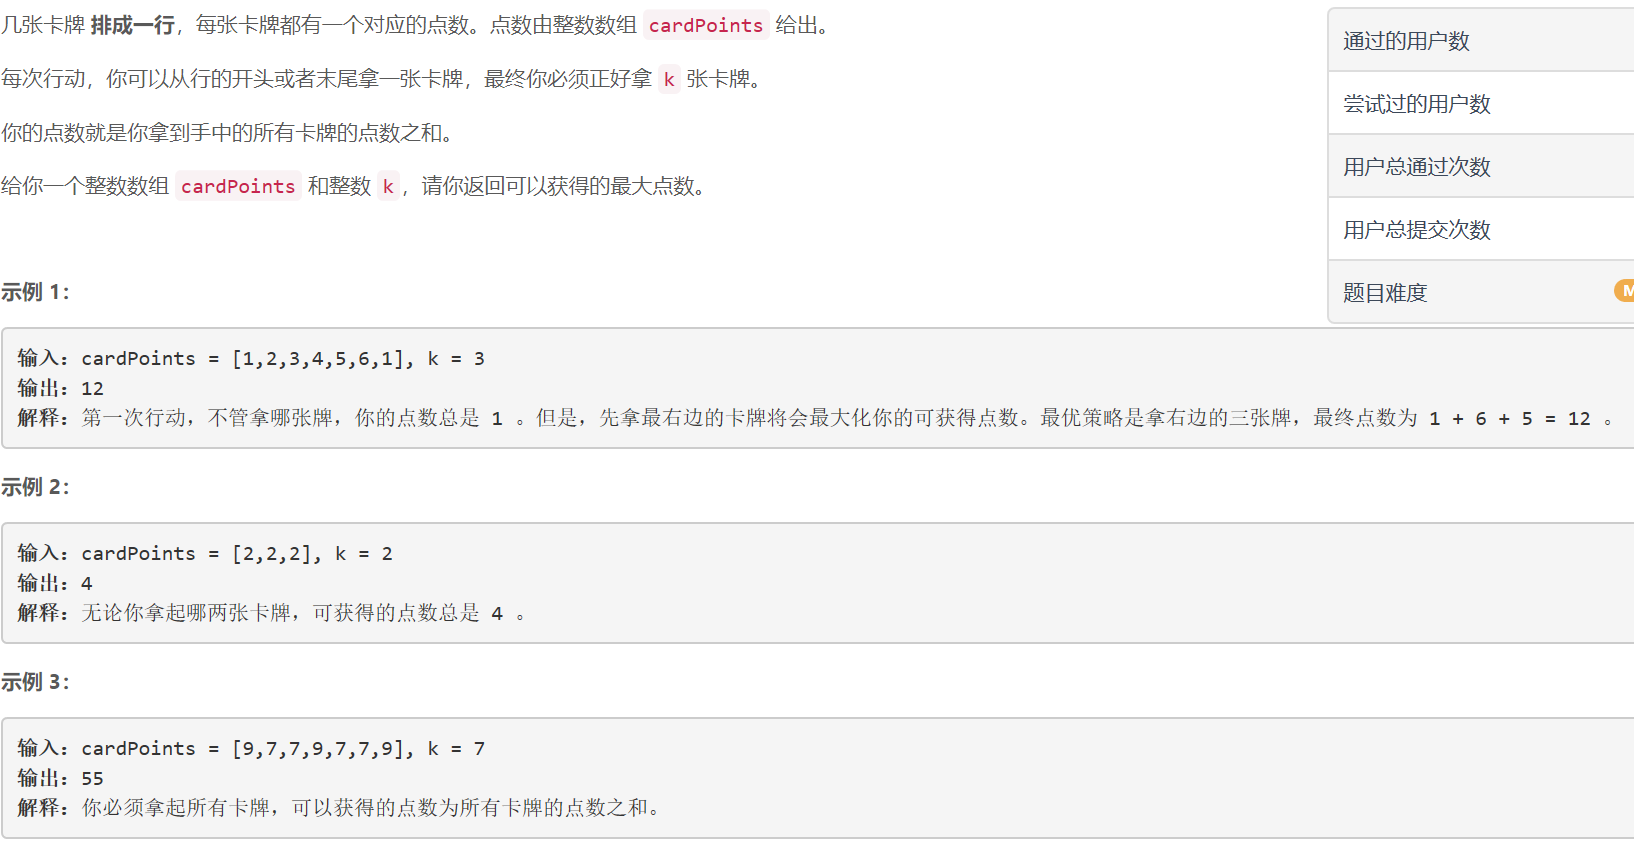 几张卡牌 排成一行，每张卡牌都有一个对应的点数。点数由整数数组 cardPoints 给出。
每次行动，你可以从行的开头或者末尾拿一张卡牌，最终你必须正好拿 k 张卡牌。
你的点数就是你拿到手中的所有卡牌的点数之和。
给你一个整数数组 cardPoints 和整数 k，请你返回可以获得的最大点数。
示例 1：
输入：cardPoints = [1,2,3,4,5,6,1], k = 3
输出：12
解释：第一次行动，不管拿哪张牌，你的点数总是 1 。但是，先拿最右边的卡牌将会最大化你的可获得点数。最优策略是拿右边的三张牌，最终点数为 1 + 6 + 5 = 12 。
示例 2：
输入：cardPoints = [2,2,2], k = 2
输出：4
解释：无论你拿起哪两张卡牌，可获得的点数总是 4 。
示例 3：
输入：cardPoints = [9,7,7,9,7,7,9], k = 7
输出：55
解释：你必须拿起所有卡牌，可以获得的点数为所有卡牌的点数之和。
通过的用户数
尝试过的用户数
用户总通过次数
用户总提交次数
题目难度